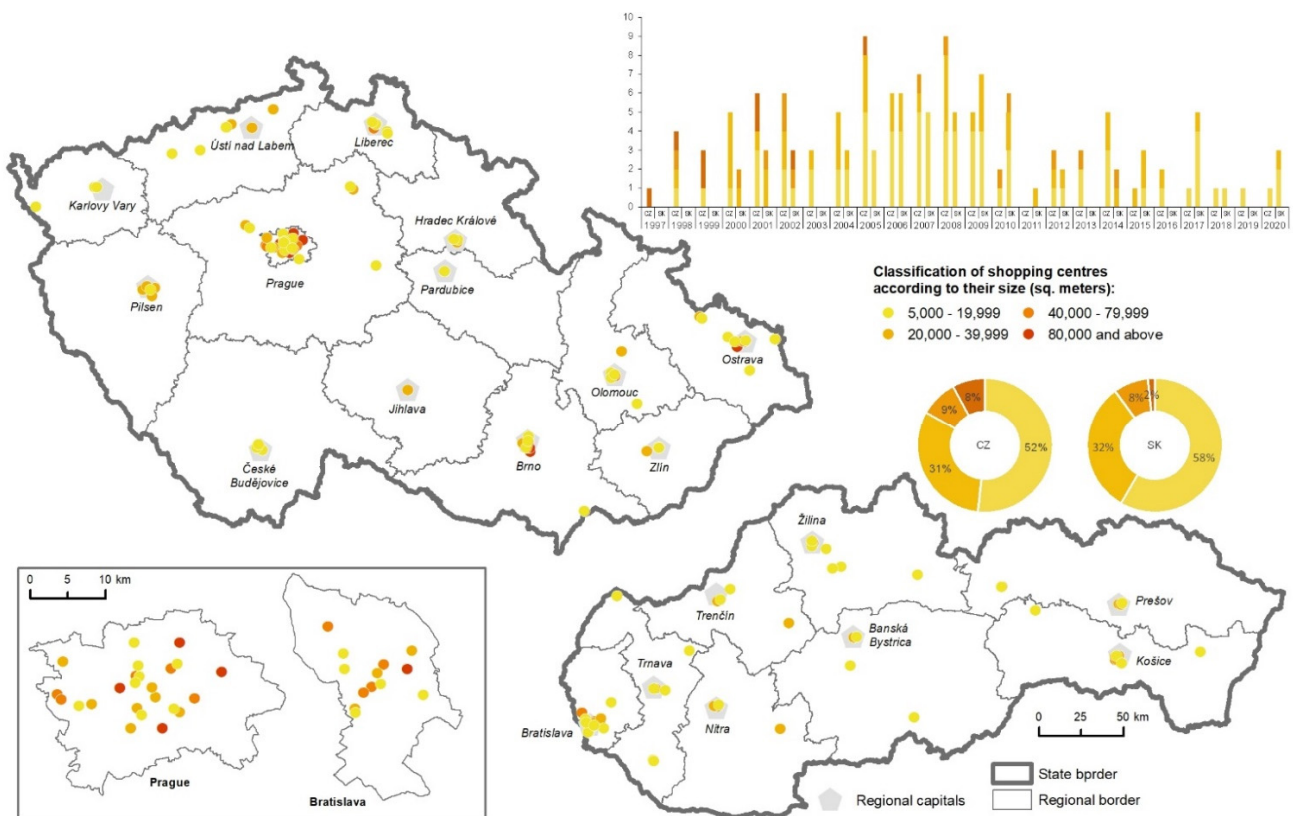 10
9
8
7
6
5
4
3
2
1
0
CZ SK CZ SK CZ SK CZ SK CZ SK CZ SK CZ SK CZ SK CZ SK CZ SK CZ SK CZ SK CZ SK CZ SK CZ SK CZ SK CZ SK CZ SK CZ SK CZ SK CZ SK CZ SK CZ SK CZ SK
1997 1998 1999 2000 2001 2002 2003 2004 2005 2006 2007 2008 2009 2010 2011 2012 2013 2014 2015 2016 2017 2018 2019 2020
Ústí nad Labem
Liberec
Karlovy Vary
Hradec Králové
Prague
Pardubice
Pilsen
Ostrava
Olomouc
Jihlava
České
Budějovice
Brno
Zlín
Classification of shopping centres
according to their size (sq. meters):
5,000 - 19,999
40,000 - 79,999
20,000 - 39,999
80,000 and above
8%
9%
CZ
52%
31%
2%
8%
32%
SK
58%
Žilina
Trenčín
Prešov
Banská
Bystrica
Trnava
Košice
Nitra
Bratislava
0 25 50 km
0 5 10 km
Prague
Bratislava
Regional capitals
State bprder
Regional border